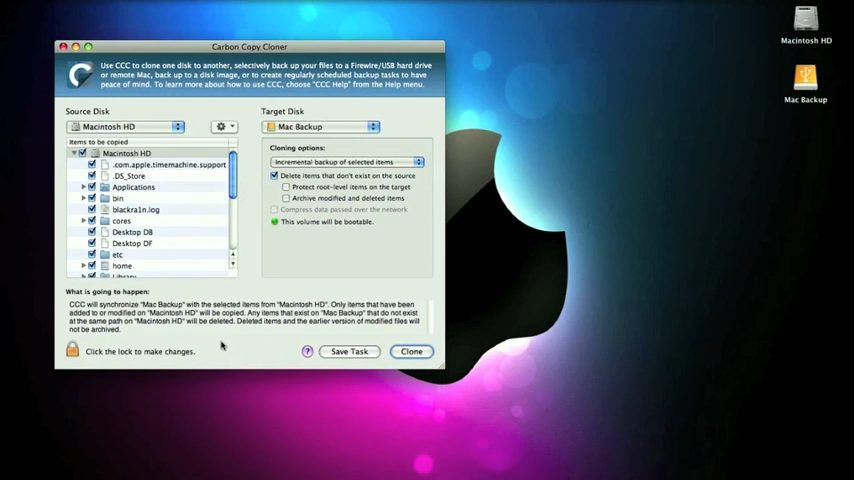 Carbon Copy Cloner
Use CCC to clone one disk to another, selectively back up your files to a Firewire/USB hard drive
or remote Mac, back up to a disk image, or to create regularly scheduled backup tasks to have
peace of mind. To learn more about how to use CCC, choose "CCC Help" from the Help menu.
Source Disk
Target Disk
Macintosh HD
Mac Backup
Items to be copied
Macintosh HD
.com.apple.timemachine.support
.DS_Store
Applications
bin
blackra1n.log
cores
Desktop DB
Desktop DF
etc
home
Library
Cloning options:
Incremental backup of selected items
Delete items that don't exist on the source
Protect root-level items on the target
Archive modified and deleted items
Compress data passed over the network
This volume will be bootable.
What is going to happen:
CCC will synchronize "Mac Backup" with the selected items from "Macintosh HD". Only items that have been
added to or modified on "Macintosh HD" will be copied. Any items that exist on "Mac Backup" that do not exist
at the same path on "Macintosh HD" will be deleted. Deleted items and the earlier version of modified files will
not be archived.
Click the lock to make changes.
?
Save Task
Clone
Macintosh HD
Mac Backup